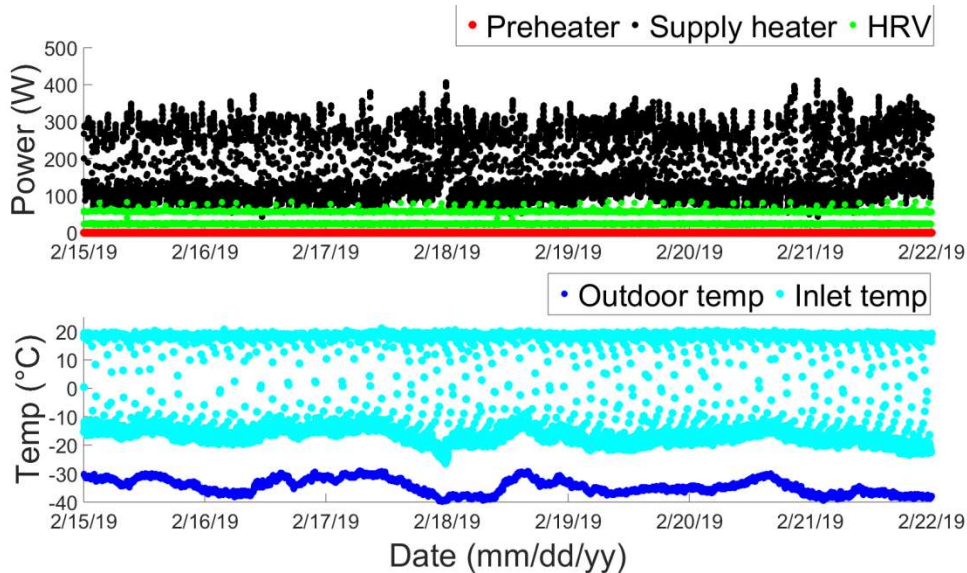 Preheater Supply heater HRV
500
400
300
200
100
0
Power (W)
2/15/19 2/16/19 2/17/19 2/18/19 2/19/19 2/20/19 2/21/19 2/22/19
Outdoor temp Inlet temp
20
10
0
-10
-20
-30
-40
Temp (°C)
2/15/19 2/16/19 2/17/19 2/18/19 2/19/19 2/20/19 2/21/19 2/22/19
Date (mm/dd/yy)